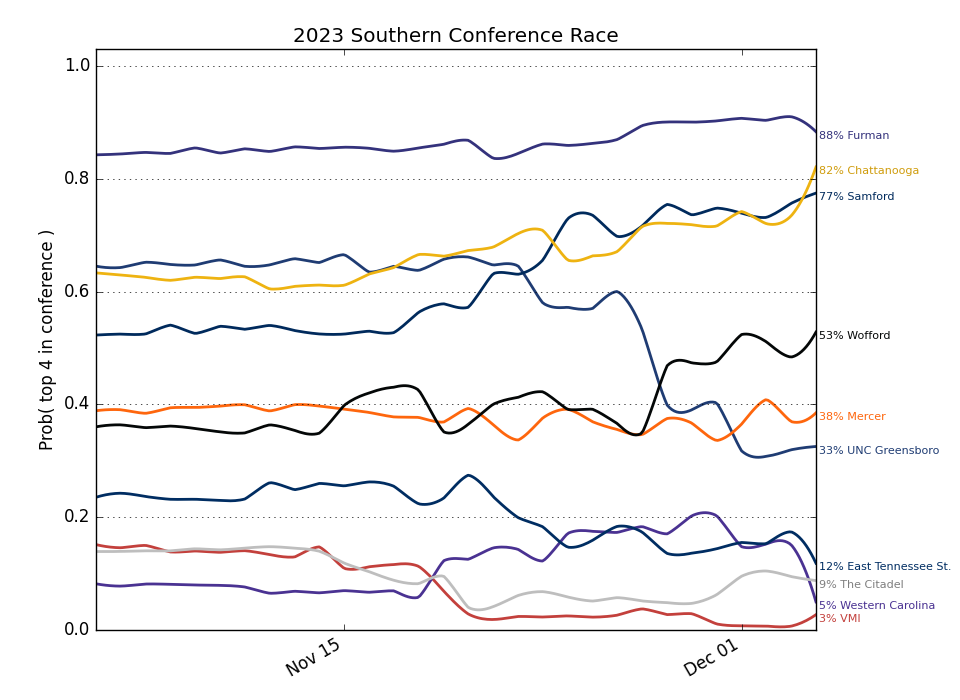 2023 Southern Conference Race
Prob( top 4 in conference )
1.0
0.8
0.6
0.4
0.2
0.0
Nov 15
Dec 01
88% Furman
82% Chattanooga
77% Samford
53% Wofford
38% Mercer
33% UNC Greensboro
12% East Tennessee St.
9% The Citadel
5% Western Carolina
3% VMI